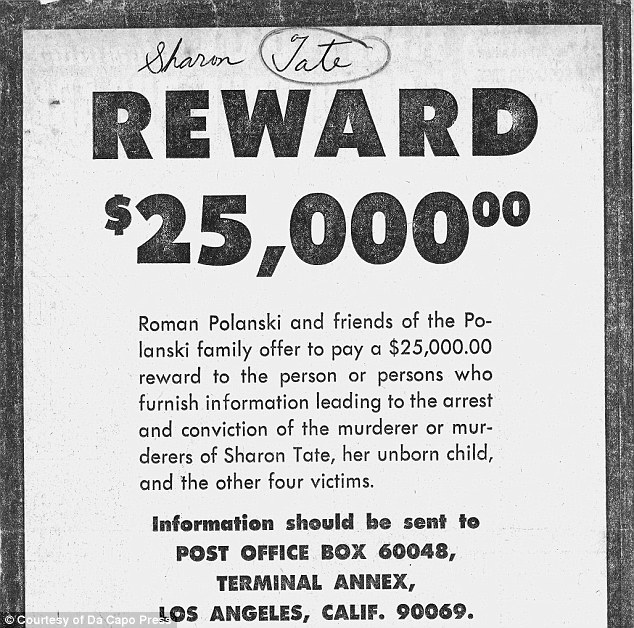 Sharon Tate
REWARD
$25,000⁰⁰
Roman Polanski and friends of the Po-
lanski family offer to pay a $25,000.00
reward to the person or persons who
furnish information leading to the arrest
and conviction of the murderer or mur-
derers of Sharon Tate, her unborn child,
and the other four victims.
Information should be sent to
POST OFFICE BOX 60048,
TERMINAL ANNEX,
LOS ANGELES, CALIF. 90069.
© Courtesy of Da Capo Press